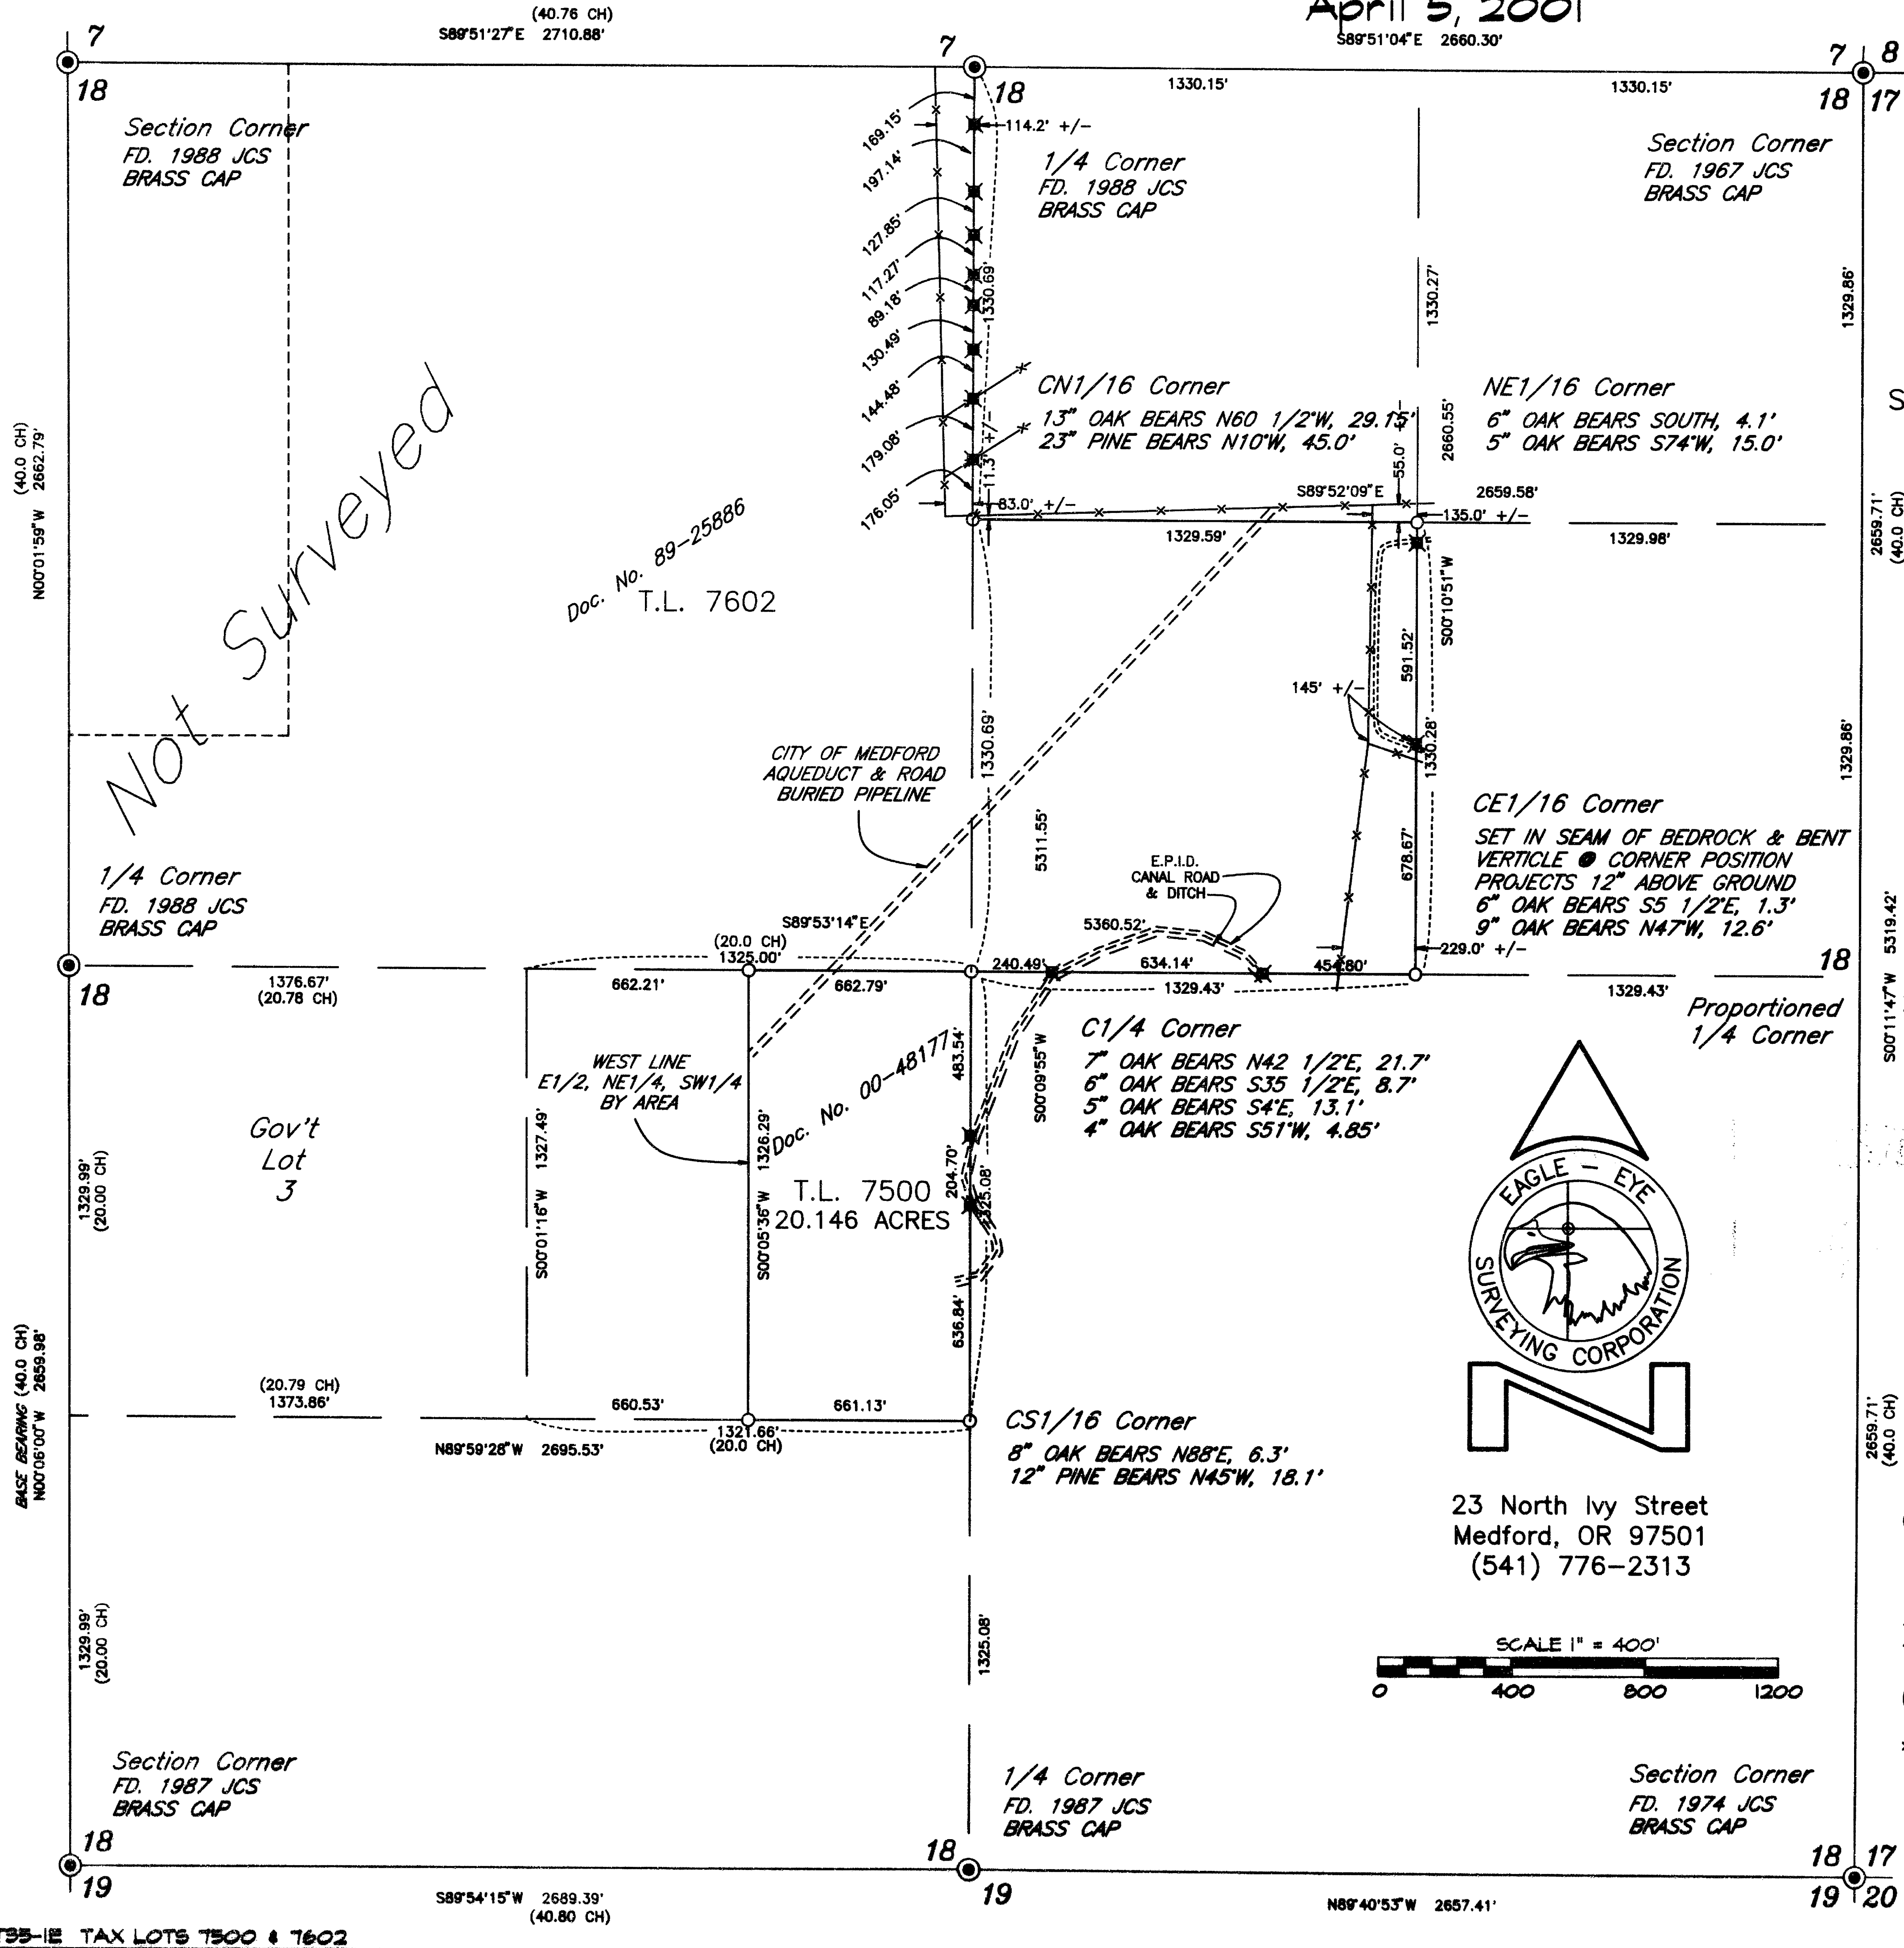 April 5, 2001
(40.76 CH)
S89°51'27"E 2710.88'
S89°51'04"E 2660.30'
7
18
7
18
7 8
18 17
1330.15'
1330.15'
Section Corner
FD. 1988 JCS
BRASS CAP
1/4 Corner
FD. 1988 JCS
BRASS CAP
Section Corner
FD. 1967 JCS
BRASS CAP
169.15'
197.14'
127.85'
117.27'
89.18'
130.49'
144.48'
179.08'
176.05'
114.2' +/-
1330.69'
1330.27'
1329.86'
CN1/16 Corner
13" OAK BEARS N60 1/2°W, 29.15'
23" PINE BEARS N10°W, 45.0'
NE1/16 Corner
6" OAK BEARS SOUTH, 4.1'
5" OAK BEARS S74°W, 15.0'
S
(40.0 CH)
N00°01'59"W 2662.79'
Not Surveyed
11.3' +/-
83.0' +/-
55.0' +/-
2660.55'
S89°52'09"E 2659.58'
135.0' +/-
1329.59'
1329.98'
2659.71'
(40.0 CH)
Doc. No. 89-25886
T.L. 7602
S00°10'51"W
591.52'
145' +/-
1330.28'
1330.69'
1329.86'
CITY OF MEDFORD
AQUEDUCT & ROAD
BURIED PIPELINE
5311.55'
678.67'
E.P.I.D.
CANAL ROAD
& DITCH
CE1/16 Corner
SET IN SEAM OF BEDROCK & BENT
VERTICLE @ CORNER POSITION
PROJECTS 12" ABOVE GROUND
6" OAK BEARS S5 1/2°E, 1.3'
9" OAK BEARS N47°W, 12.6'
1/4 Corner
FD. 1988 JCS
BRASS CAP
S89°53'14"E
5360.52'
229.0' +/-
18
(20.0 CH)
1325.00'
18
1376.67'
(20.78 CH)
662.21'
662.79'
240.49'
634.14'
454.80'
1329.43'
1329.43'
Proportioned
1/4 Corner
S00°11'47"W 5319.42'
C1/4 Corner
7" OAK BEARS N42 1/2°E, 21.7'
6" OAK BEARS S35 1/2°E, 8.7'
5" OAK BEARS S4°E, 13.1'
4" OAK BEARS S51°W, 4.85'
WEST LINE
E1/2, NE1/4, SW1/4
BY AREA
Doc. No. 00-48177
483.54'
S00°09'55"W
Gov't
Lot
3
1329.99'
(20.00 CH)
S00°01'16"W 1327.49'
S00°05'36"W 1326.29'
T.L. 7500
20.146 ACRES
204.70'
1325.08'
636.84'
EAGLE - EYE
SURVEYING CORPORATION
N
BASE BEARING (40.0 CH)
N00°06'00"W 2659.98'
(20.79 CH)
1373.86'
660.53'
661.13'
1321.66'
(20.0 CH)
N89°59'28"W 2695.53'
CS1/16 Corner
8" OAK BEARS N88°E, 6.3'
12" PINE BEARS N45°W, 18.1'
2659.71'
(40.0 CH)
23 North Ivy Street
Medford, OR 97501
(541) 776-2313
1329.99'
(20.00 CH)
1325.08'
SCALE 1" = 400'
0 400 800 1200
Section Corner
FD. 1987 JCS
BRASS CAP
1/4 Corner
FD. 1987 JCS
BRASS CAP
Section Corner
FD. 1974 JCS
BRASS CAP
18
19
18
19
18 17
19 20
S89°54'15"W 2689.39'
(40.80 CH)
N89°40'53"W 2657.41'
T35-1E TAX LOTS 7500 & 7602